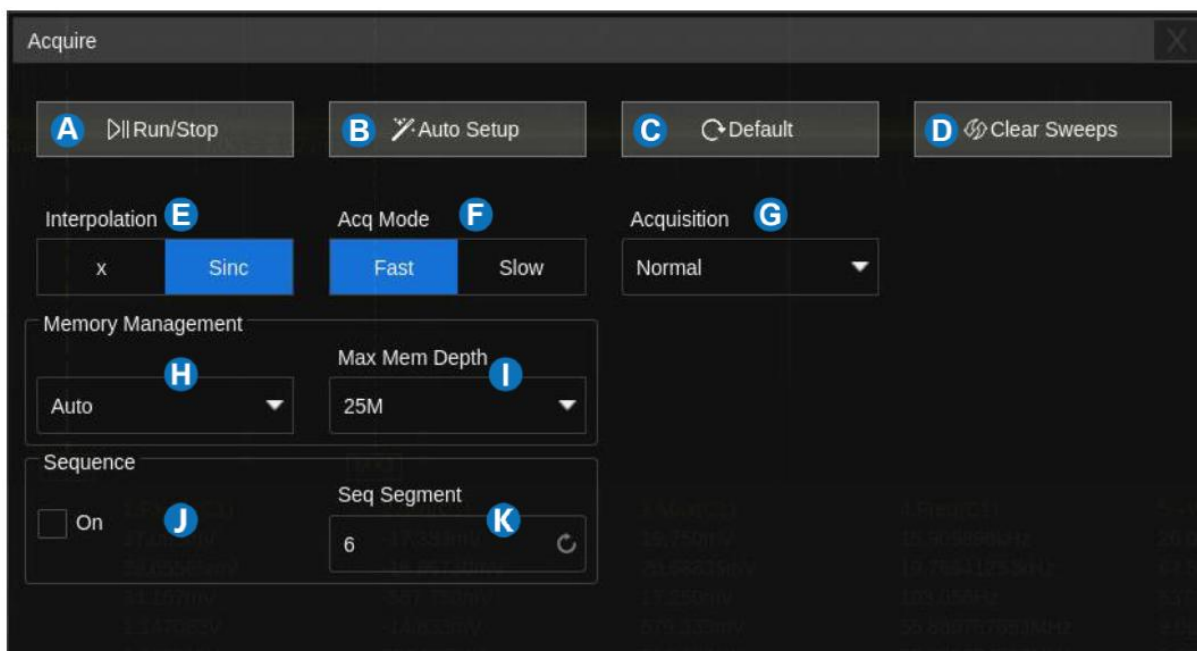 Acquire X
A Run/Stop B Auto Setup C Default D Clear Sweeps
Interpolation E Acq Mode F Acquisition G
x Sinc Fast Slow Normal
Memory Management
H Max Mem Depth I
Auto 25M
Sequence
On J Seq Segment K
6